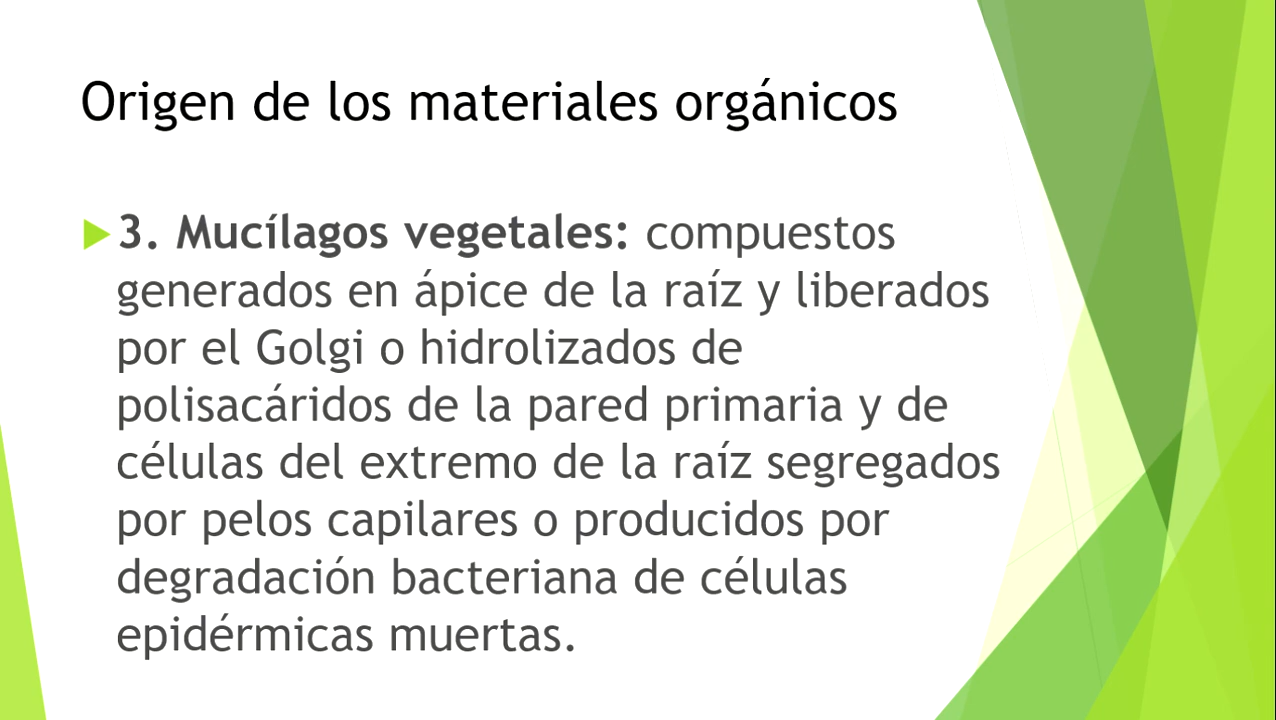 Origen de los materiales orgánicos
3. Mucílagos vegetales: compuestos
generados en ápice de la raíz y liberados
por el Golgi o hidrolizados de
polisacáridos de la pared primaria y de
células del extremo de la raíz segregados
por pelos capilares o producidos por
degradación bacteriana de células
epidérmicas muertas.